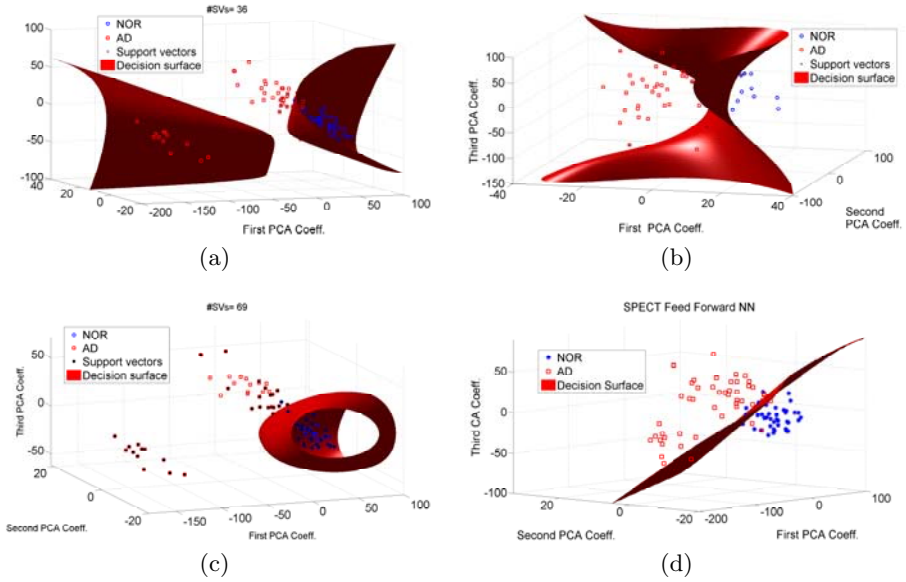 #SVs= 36
NOR
AD
Support vectors
Decision surface
100
50
0
-50
-100
40
20
0
-20
-200
-150
-100
-50
0
50
100
First PCA Coeff.
(a)
NOR
AD
Support vectors
Decision surface
Third PCA Coeff.
100
50
0
-50
-100
-150
-40
-20
0
20
40
First PCA Coeff.
-100
0
100
Second
PCA Coeff.
(b)
#SVs= 69
NOR
AD
Support vectors
Decision surface
Third PCA Coeff.
50
0
-50
20
0
-20
Second PCA Coeff.
-200
-150
-100
-50
0
50
100
First PCA Coeff.
(c)
SPECT Feed Forward NN
NOR
AD
Decision Surface
Third CA Coeff.
100
50
0
-50
-100
20
0
-20
Second PCA Coeff.
-200
-100
0
100
First PCA Coeff.
(d)